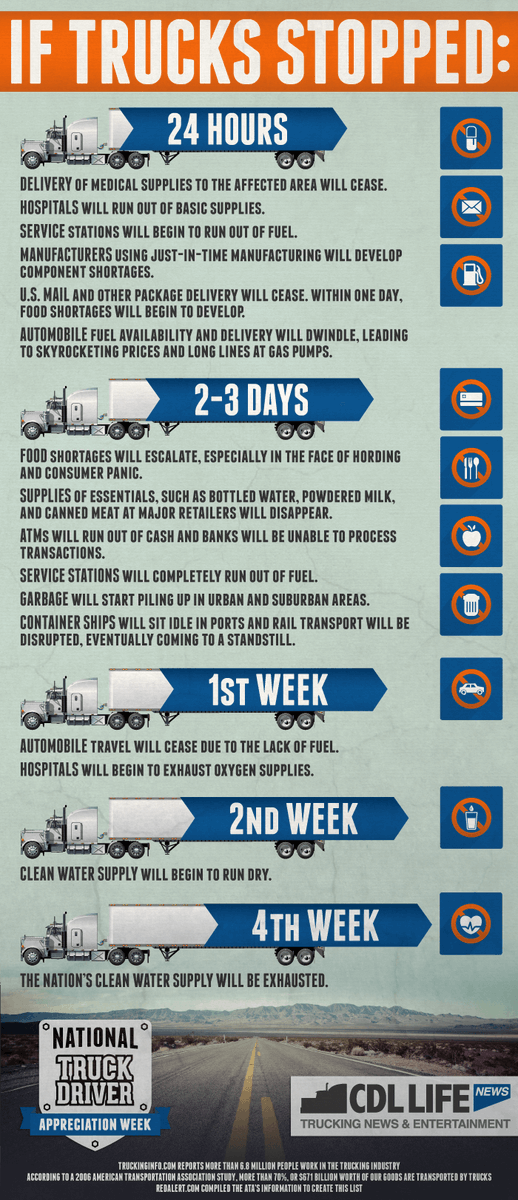 IF TRUCKS STOPPED:
24 HOURS
DELIVERY OF MEDICAL SUPPLIES TO THE AFFECTED AREA WILL CEASE.
HOSPITALS WILL RUN OUT OF BASIC SUPPLIES.
SERVICE STATIONS WILL BEGIN TO RUN OUT OF FUEL.
MANUFACTURERS USING JUST-IN-TIME MANUFACTURING WILL DEVELOP
COMPONENT SHORTAGES.
U.S. MAIL AND OTHER PACKAGE DELIVERY WILL CEASE. WITHIN ONE DAY,
FOOD SHORTAGES WILL BEGIN TO DEVELOP.
AUTOMOBILE FUEL AVAILABILITY AND DELIVERY WILL DWINDLE, LEADING
TO SKYROCKETING PRICES AND LONG LINES AT GAS PUMPS.
2-3 DAYS
FOOD SHORTAGES WILL ESCALATE, ESPECIALLY IN THE FACE OF HORDING
AND CONSUMER PANIC.
SUPPLIES OF ESSENTIALS, SUCH AS BOTTLED WATER, POWDERED MILK,
AND CANNED MEAT AT MAJOR RETAILERS WILL DISAPPEAR.
ATMS WILL RUN OUT OF CASH AND BANKS WILL BE UNABLE TO PROCESS
TRANSACTIONS.
SERVICE STATIONS WILL COMPLETELY RUN OUT OF FUEL.
GARBAGE WILL START PILING UP IN URBAN AND SUBURBAN AREAS.
CONTAINER SHIPS WILL SIT IDLE IN PORTS AND RAIL TRANSPORT WILL BE
DISRUPTED, EVENTUALLY COMING TO A STANDSTILL.
1ST WEEK
AUTOMOBILE TRAVEL WILL CEASE DUE TO THE LACK OF FUEL.
HOSPITALS WILL BEGIN TO EXHAUST OXYGEN SUPPLIES.
2ND WEEK
CLEAN WATER SUPPLY WILL BEGIN TO RUN DRY.
4TH WEEK
THE NATION'S CLEAN WATER SUPPLY WILL BE EXHAUSTED.
NATIONAL
TRUCK
DRIVER
APPRECIATION WEEK
CDL LIFE NEWS
TRUCKING NEWS & ENTERTAINMENT
TRUCKINGINFO.COM REPORTS MORE THAN 6.8 MILLION PEOPLE WORK IN THE TRUCKING INDUSTRY
ACCORDING TO A 2006 AMERICAN TRANSPORTATION ASSOCIATION STUDY, MORE THAN 70%, OR $671 BILLION WORTH OF OUR GOODS ARE TRANSPORTED BY TRUCKS
REDALERT.COM COMPILED THE ATA'S INFORMATION TO CREATE THIS LIST